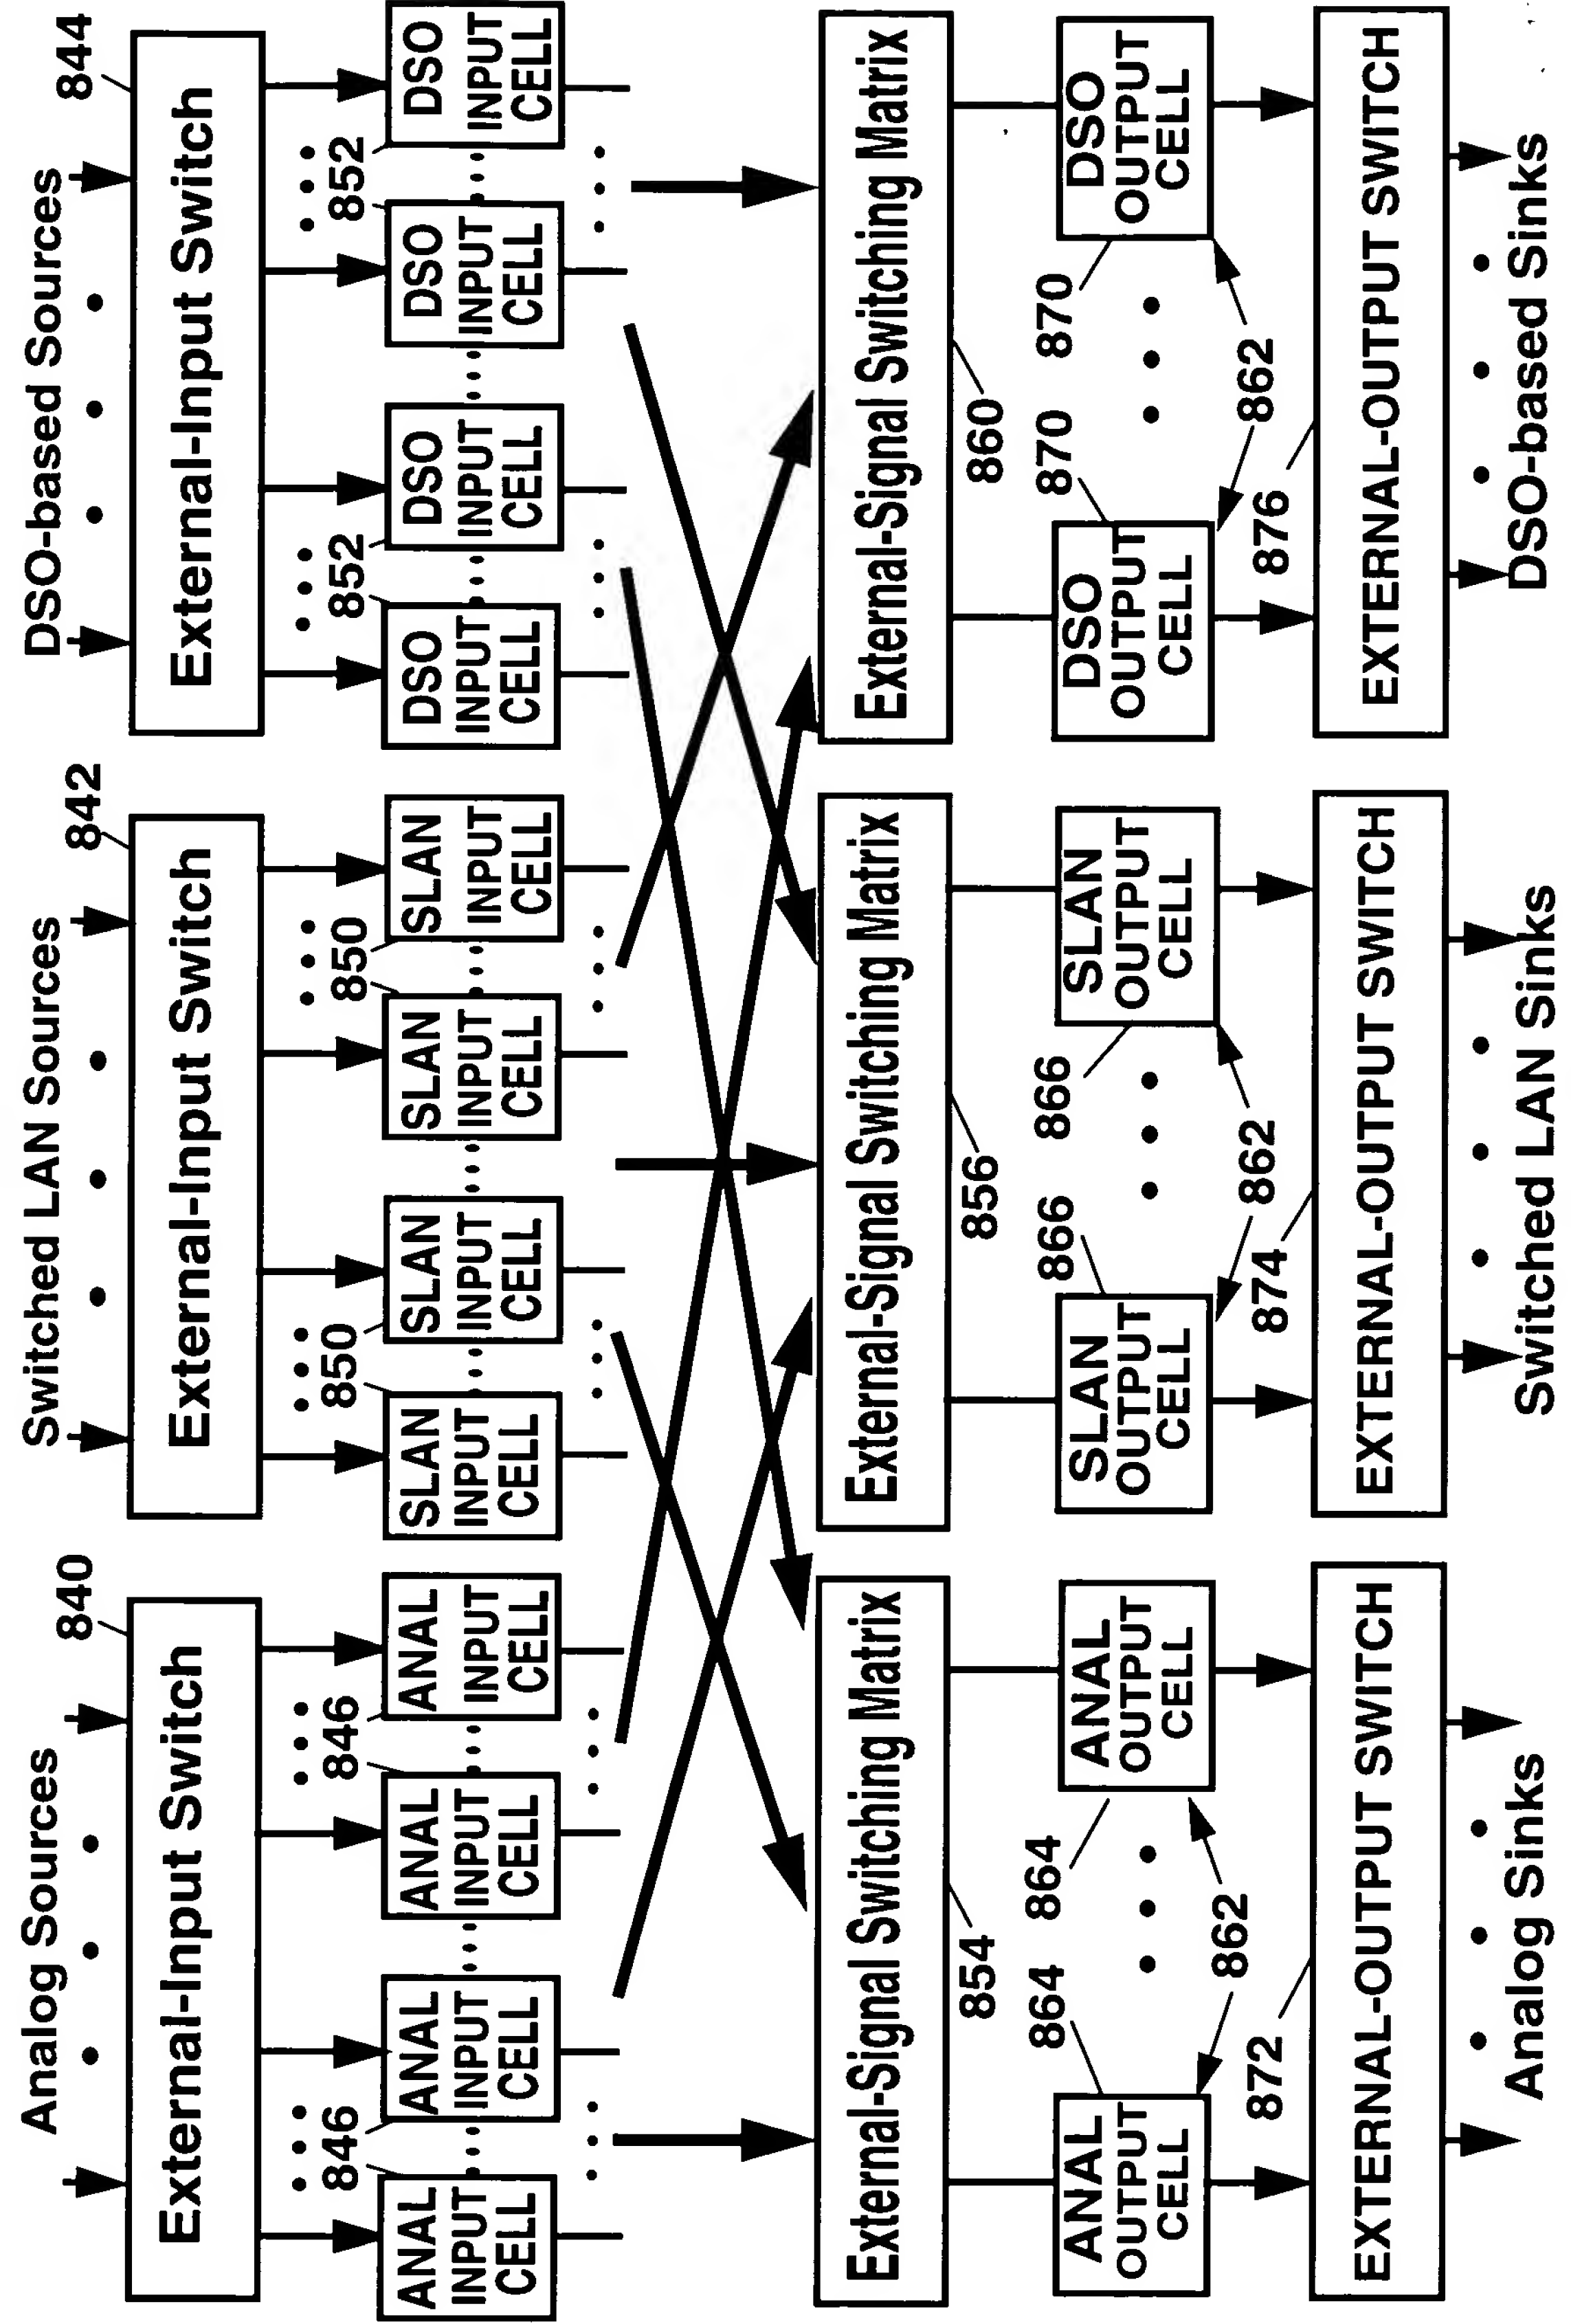 Analog Sources
Switched LAN Sources
DSO-based Sources
840
842
844
External-Input Switch
External-Input Switch
External-Input Switch
846
846
850
850
852
852
ANAL
INPUT
CELL
ANAL
INPUT
CELL
ANAL
INPUT
CELL
ANAL
INPUT
CELL
SLAN
INPUT
CELL
SLAN
INPUT
CELL
SLAN
INPUT
CELL
SLAN
INPUT
CELL
DSO
INPUT
CELL
DSO
INPUT
CELL
DSO
INPUT
CELL
DSO
INPUT
CELL
External-Signal Switching Matrix
External-Signal Switching Matrix
External-Signal Switching Matrix
854
856
860
864
864
866
866
870
870
ANAL
OUTPUT
CELL
ANAL
OUTPUT
CELL
SLAN
OUTPUT
CELL
SLAN
OUTPUT
CELL
DSO
OUTPUT
CELL
DSO
OUTPUT
CELL
862
862
862
872
874
876
EXTERNAL-OUTPUT SWITCH
EXTERNAL-OUTPUT SWITCH
EXTERNAL-OUTPUT SWITCH
Analog Sinks
Switched LAN Sinks
DSO-based Sinks